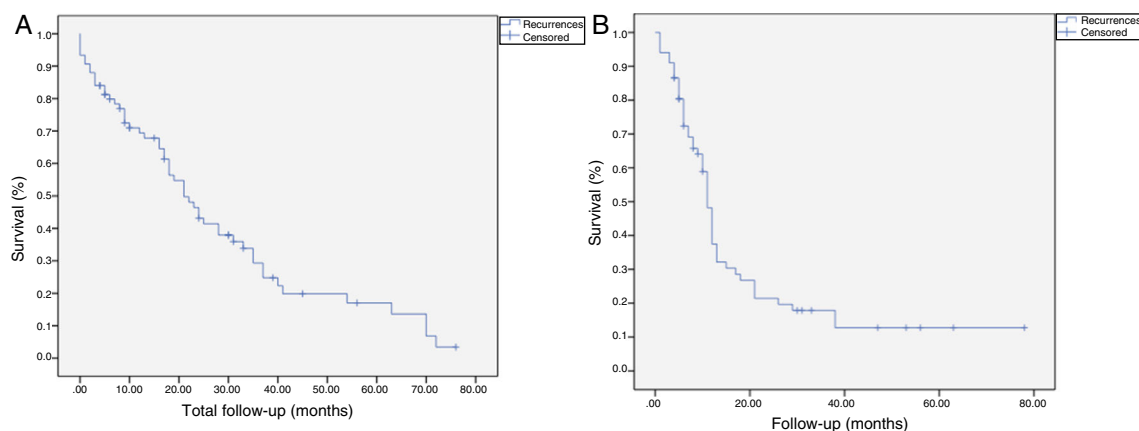 A
Recurrences
Censored
Survival (%)
1.0
0.9
0.8
0.7
0.6
0.5
0.4
0.3
0.2
0.1
0.0
.00 10.00 20.00 30.00 40.00 50.00 60.00 70.00 80.00
Total follow-up (months)
B
Recurrences
Censored
Survival (%)
1.0
0.9
0.8
0.7
0.6
0.5
0.4
0.3
0.2
0.1
0.0
.00 20.00 40.00 60.00 80.00
Follow-up (months)